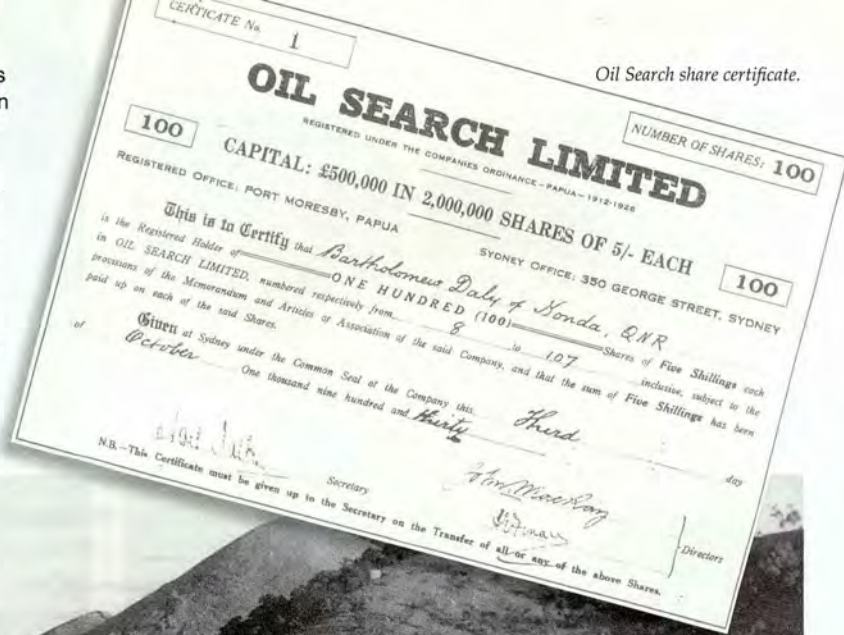 s
n
Oil Search share certificate.
CERTICATE No. 1
NUMBER OF SHARES: 100
OIL SEARCH LIMITED
REGISTERED UNDER THE COMPANIES ORDINANCE - PAPUA - 1912-1926
100
CAPITAL: £500,000 IN 2,000,000 SHARES OF 5/- EACH
100
REGISTERED OFFICE: PORT MORESBY, PAPUA
SYDNEY OFFICE: 350 GEORGE STREET, SYDNEY
This is to Certify that Bartholomew Daly of Nonda, QNR
is the Registered Holder of ONE HUNDRED (100) Shares of Five Shillings each
in OIL SEARCH LIMITED, numbered respectively from 8 to 107 inclusive, subject to the
provisions of the Memorandum and Articles of Association of the said Company, and that the sum of Five Shillings has been
paid up on each of the said Shares.
Given at Sydney under the Common Seal of the Company this Third day
of October One thousand nine hundred and thirty
Secretary
Directors
N.B.-This Certificate must be given up to the Secretary on the Transfer of all or any of the above Shares.